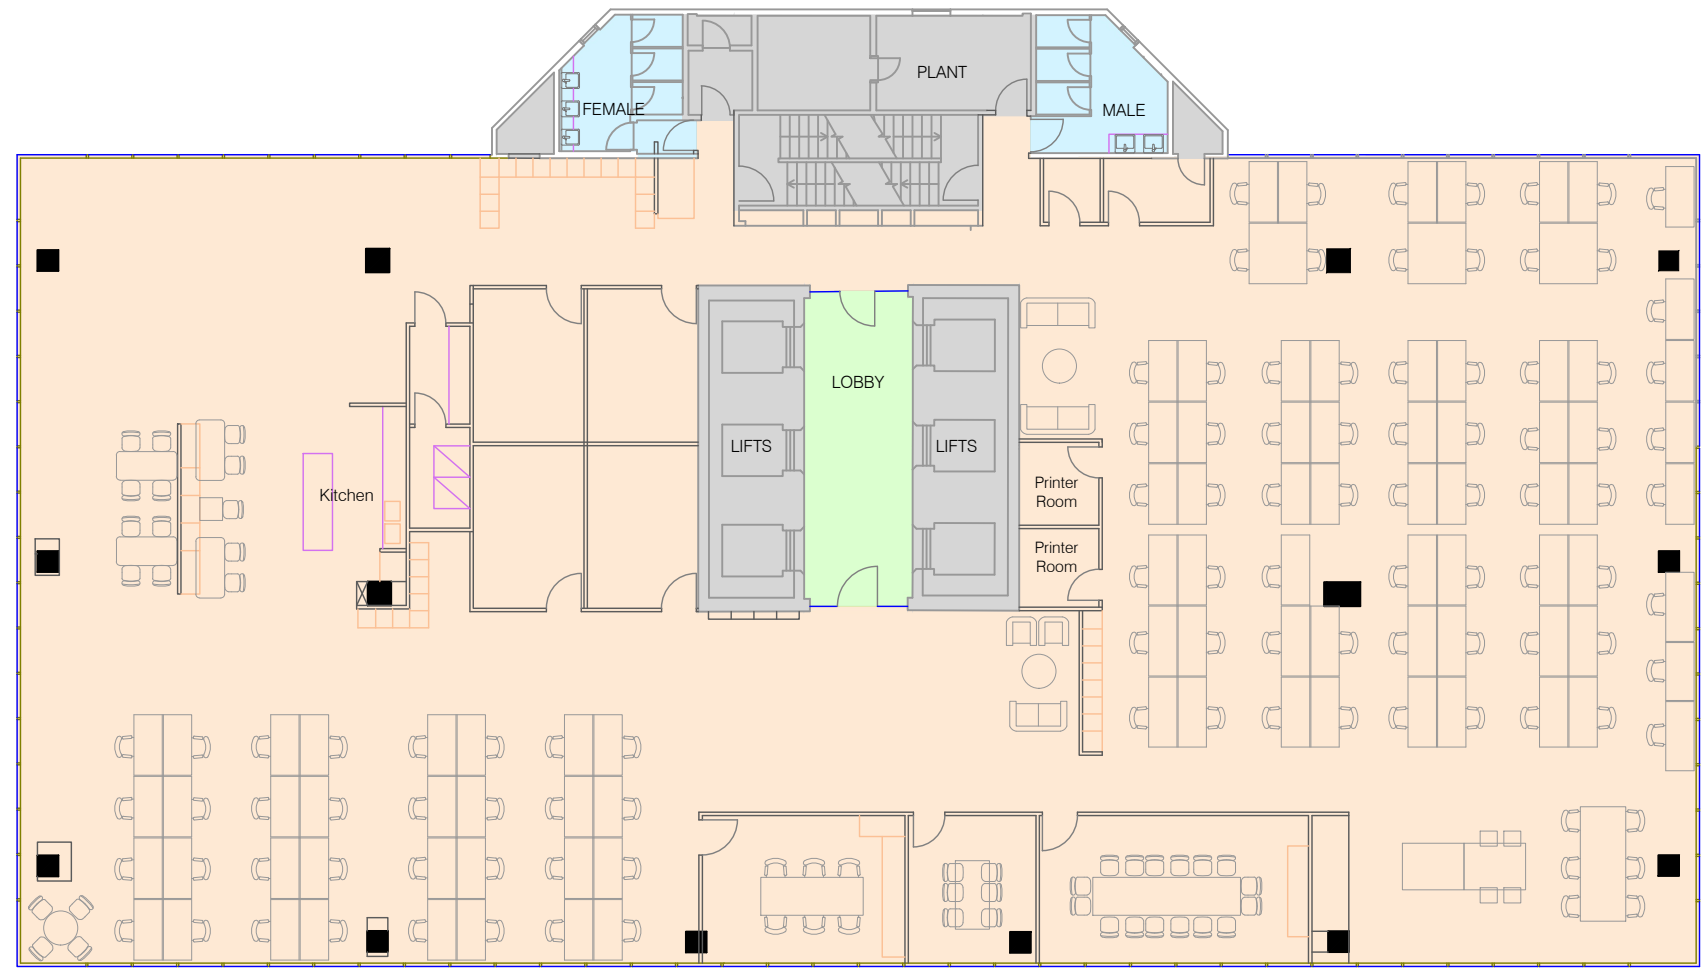 PLANT
FEMALE
MALE
LOBBY
LIFTS
LIFTS
Kitchen
Printer
Room
Printer
Room